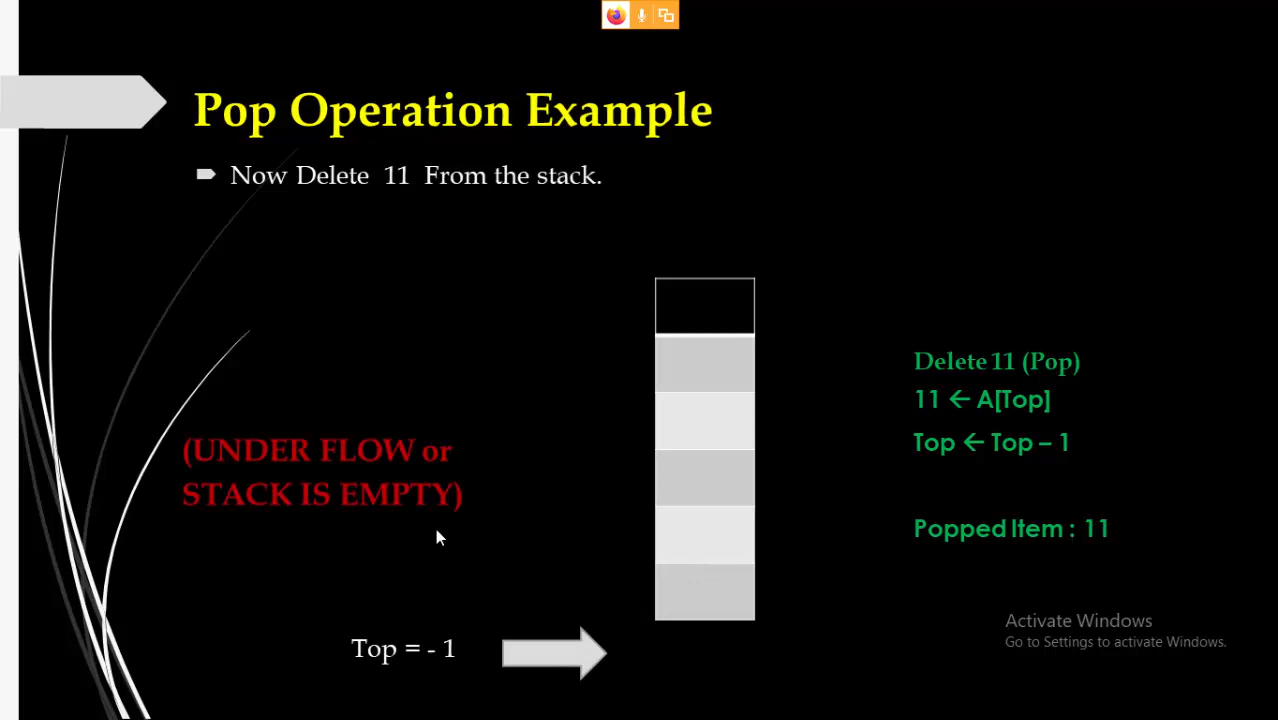 Pop Operation Example
Now Delete 11 From the stack.
Delete 11 (Pop)
11 ← A[Top]
Top ← Top – 1
(UNDER FLOW or
STACK IS EMPTY)
Popped Item : 11
Top = - 1
Activate Windows
Go to Settings to activate Windows.